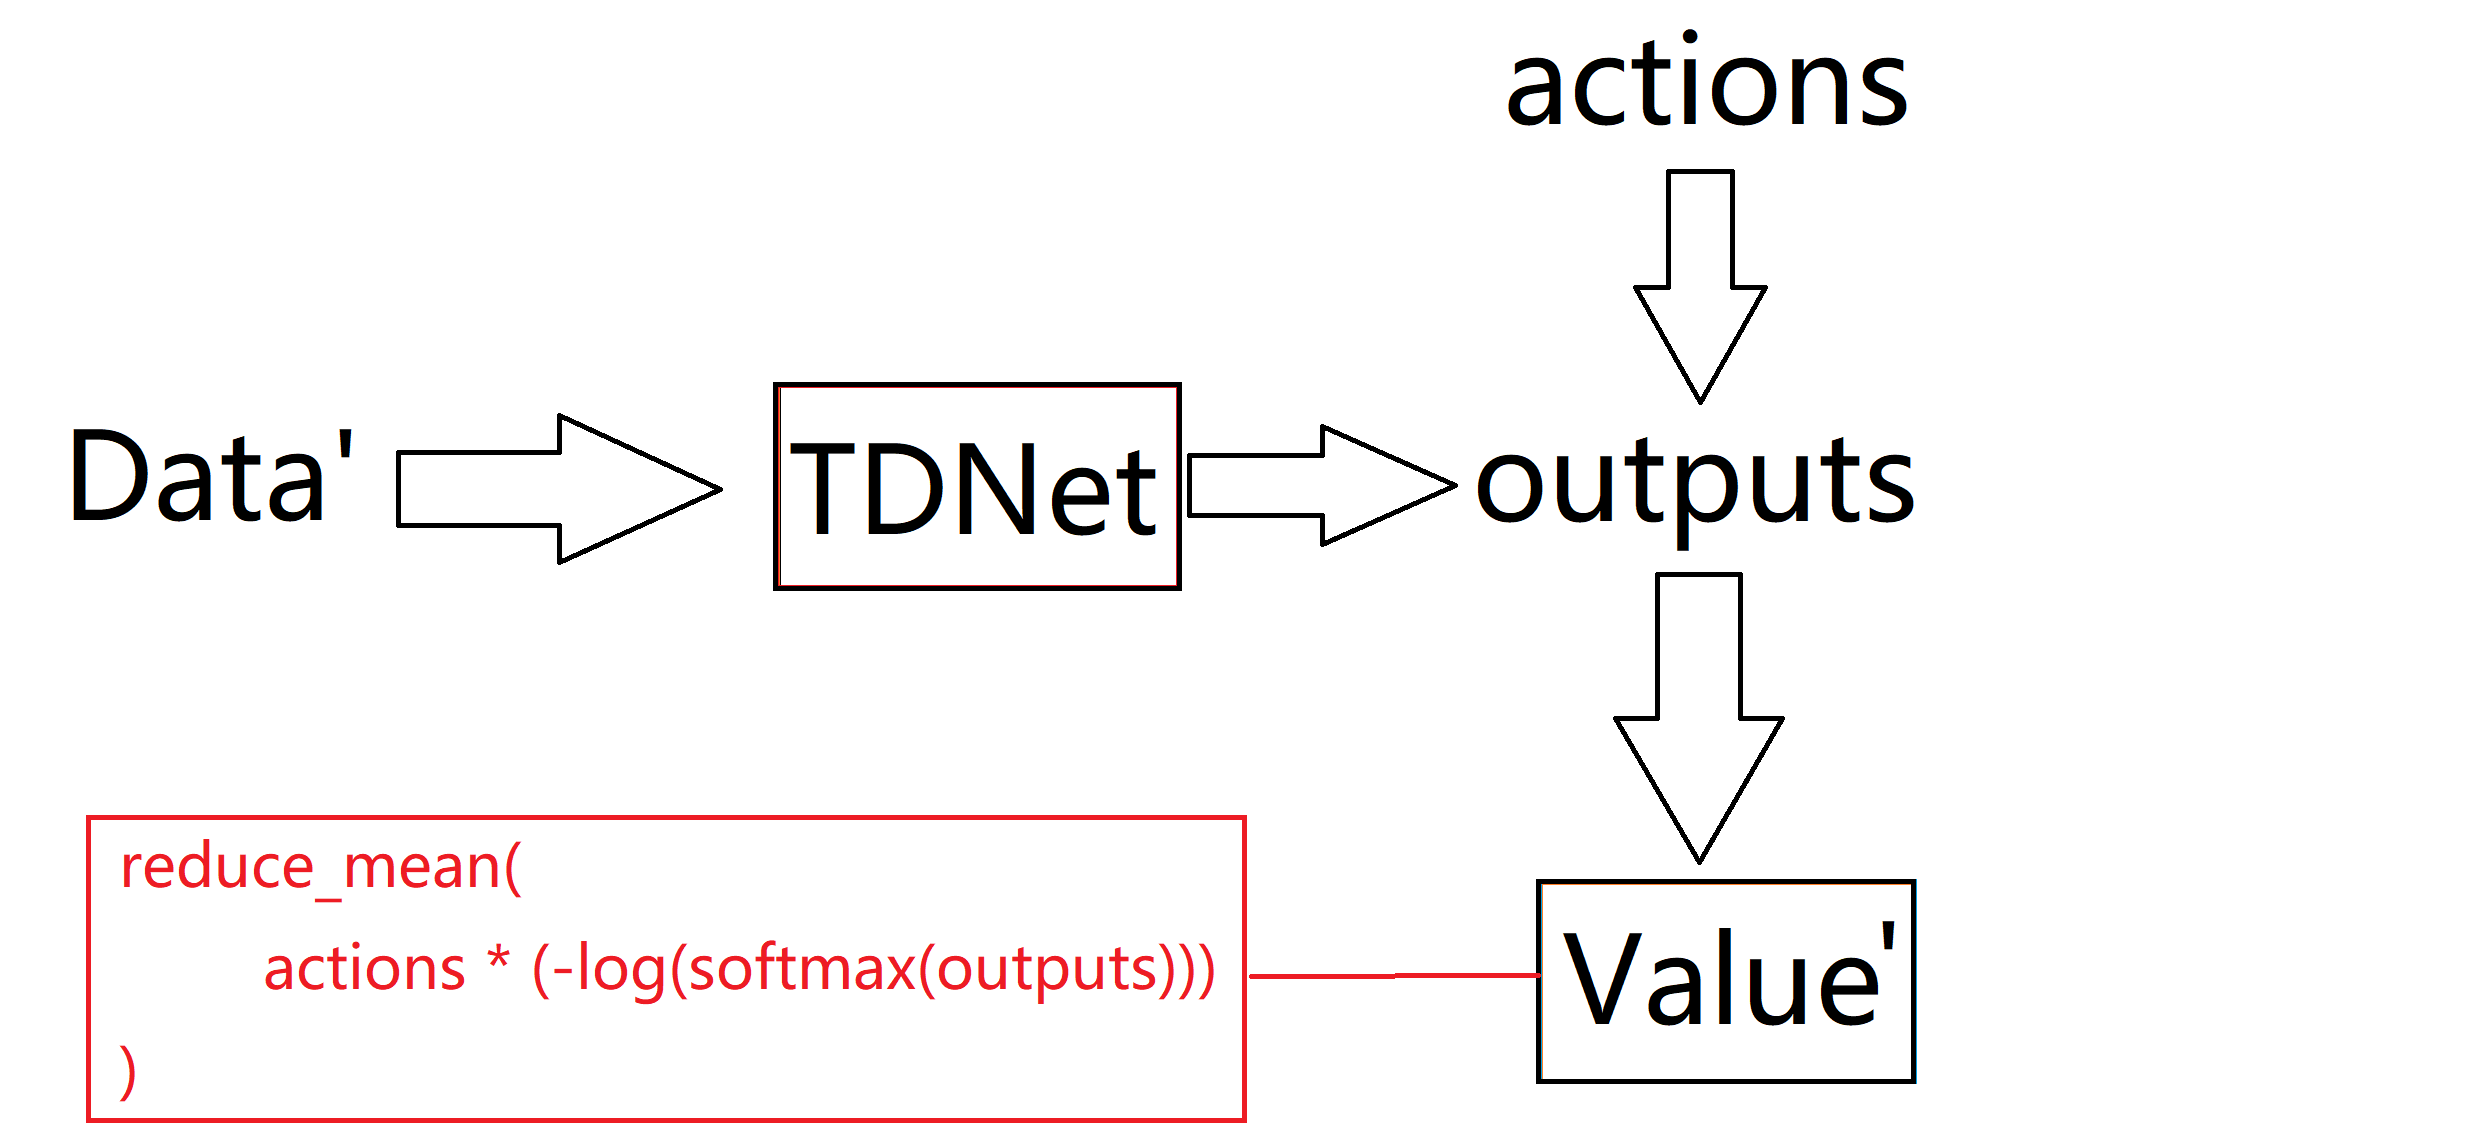 actions
Data'
TDNet
outputs
reduce_mean(
actions * (-log(softmax(outputs)))
)
Value'